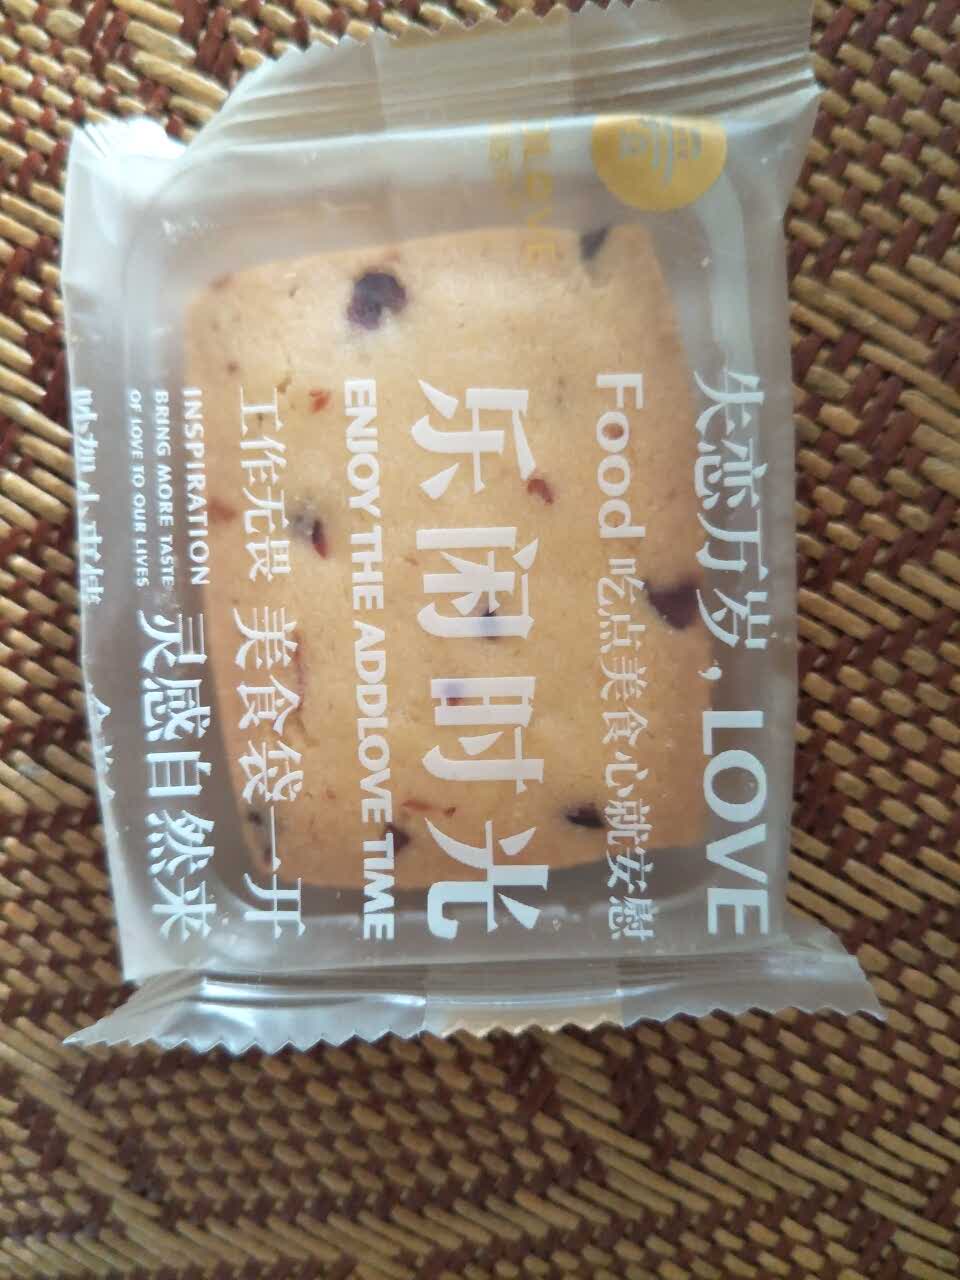 失恋万岁，LOVE
Food 吃点美食心就安慰
乐闲时光
ENJOY THE ADDLOVE TIME
工作无畏 美食袋一开
INSPIRATION
BRING MORE TASTE
OF LOVE TO OUR LIVES
灵感自然来